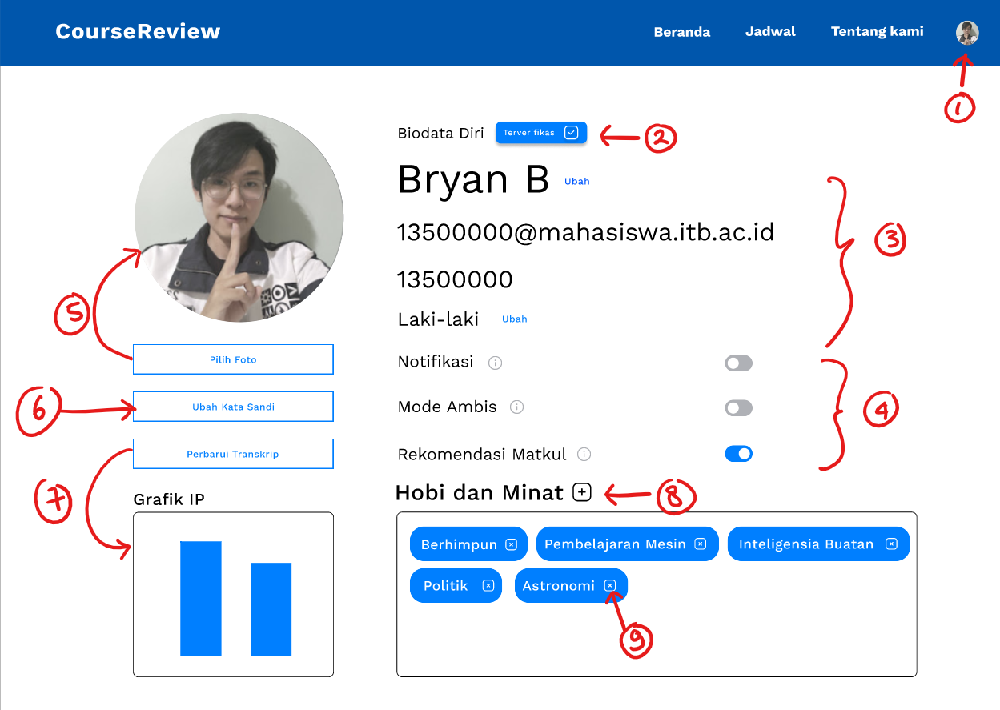 CourseReview
Beranda
Jadwal
Tentang kami
1
Biodata Diri
Terverifikasi
2
Bryan B
Ubah
13500000@mahasiswa.itb.ac.id
3
13500000
Laki-laki
Ubah
5
Pilih Foto
Notifikasi
Mode Ambis
4
6
Ubah Kata Sandi
Perbarui Transkrip
Rekomendasi Matkul
7
Grafik IP
Hobi dan Minat
8
Berhimpun
Pembelajaran Mesin
Inteligensia Buatan
Politik
Astronomi
9